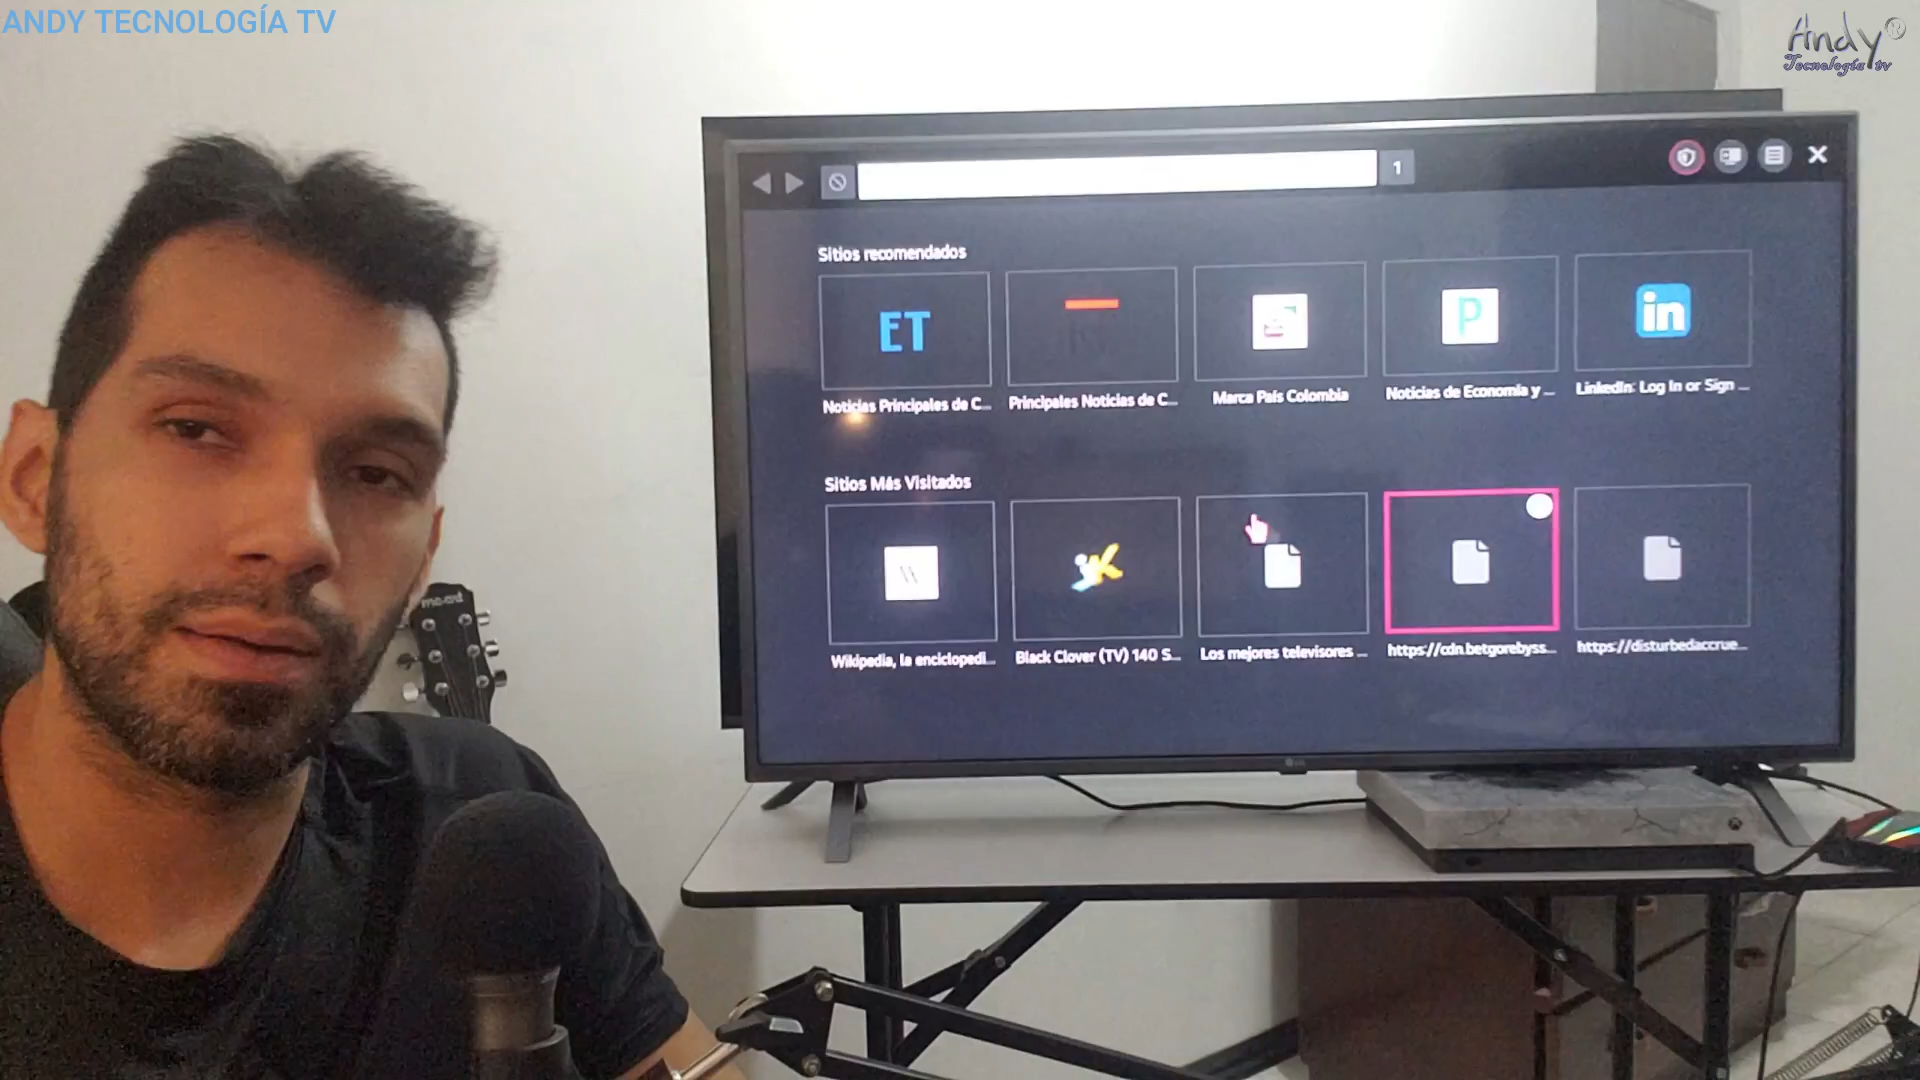 ANDY TECNOLOGÍA TV
Andy®
Tecnología tv
1
Sitios recomendados
ET
P
in
Noticias Principales de C...
Principales Noticias de C...
Marca País Colombia
Noticias de Economía y ...
LinkedIn: Log In or Sign ...
Sitios Más Visitados
W
Wikipedia, la enciclopedi...
Black Clover (TV) 140 S...
Los mejores televisores ...
https://cdn.betgorebyss...
https://disturbedaccrue...